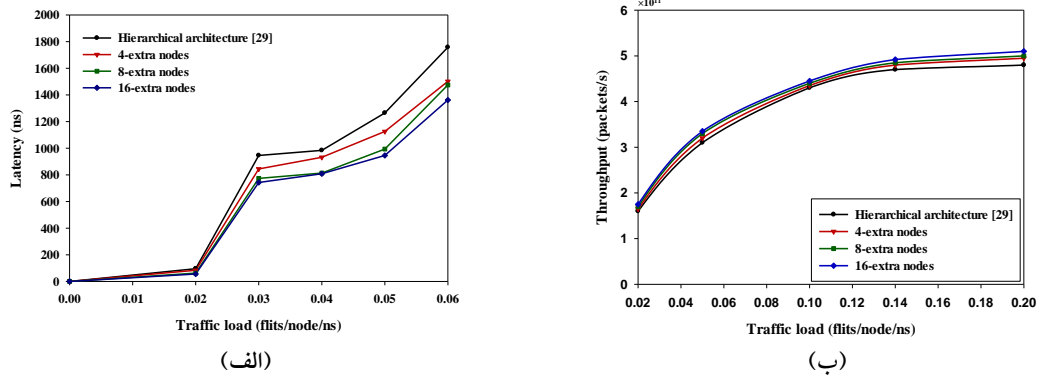 2000
1800
1600
1400
1200
1000
800
600
400
200
0
Latency (ns)
Hierarchical architecture [29]
4-extra nodes
8-extra nodes
16-extra nodes
0.00 0.01 0.02 0.03 0.04 0.05 0.06
Traffic load (flits/node/ns)
(الف)
6
5
4
3
2
1
0
Throughput (packets/s)
Hierarchical architecture [29]
4-extra nodes
8-extra nodes
16-extra nodes
0.02 0.04 0.06 0.08 0.10 0.12 0.14 0.16 0.18 0.20
Traffic load (flits/node/ns)
(ب)